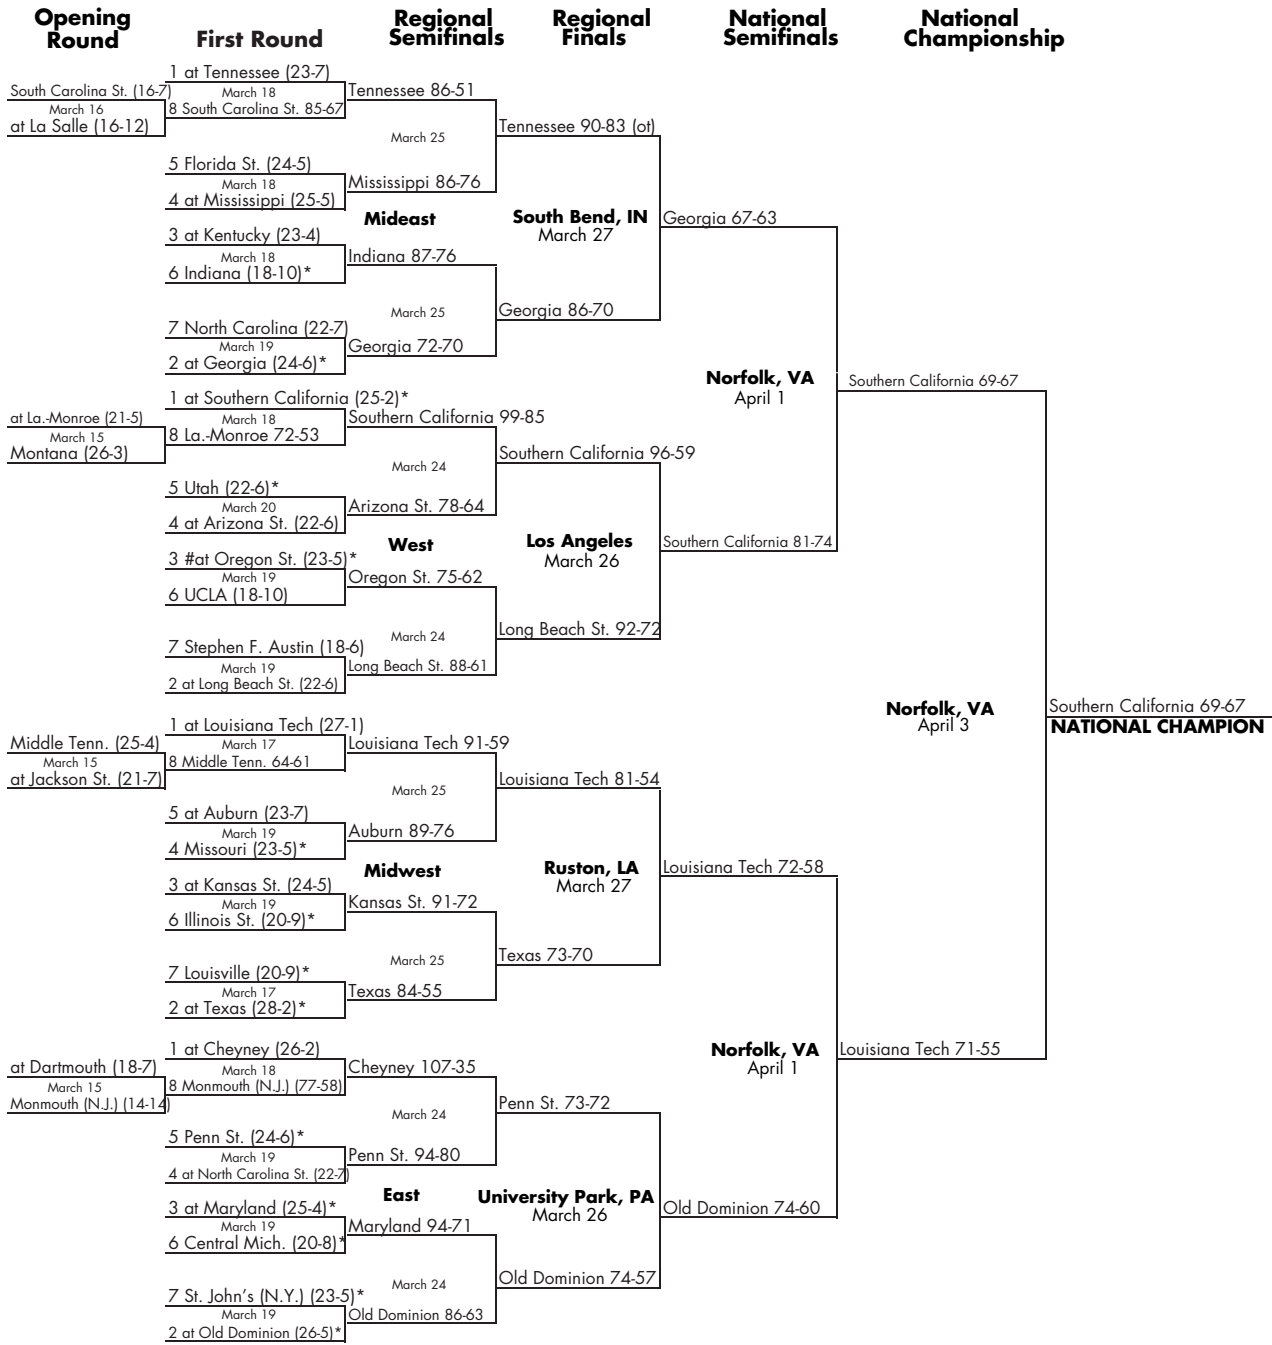 Opening
Round
First Round
Regional
Semifinals
Regional
Finals
National
Semifinals
National
Championship
1 at Tennessee (23-7)
South Carolina St. (16-7)
March 18
Tennessee 86-51
March 16
8 South Carolina St. 85-67
at La Salle (16-12)
Tennessee 90-83 (ot)
March 25
5 Florida St. (24-5)
March 18
Mississippi 86-76
4 at Mississippi (25-5)
Mideast
South Bend, IN
March 27
Georgia 67-63
3 at Kentucky (23-4)
March 18
Indiana 87-76
6 Indiana (18-10)*
March 25
Georgia 86-70
7 North Carolina (22-7)
March 19
Georgia 72-70
2 at Georgia (24-6)*
Norfolk, VA
April 1
Southern California 69-67
1 at Southern California (25-2)*
at La.-Monroe (21-5)
March 18
Southern California 99-85
March 15
8 La.-Monroe 72-53
Montana (26-3)
Southern California 96-59
March 24
5 Utah (22-6)*
March 20
Arizona St. 78-64
4 at Arizona St. (22-6)
West
Los Angeles
March 26
Southern California 81-74
3 #at Oregon St. (23-5)*
March 19
Oregon St. 75-62
6 UCLA (18-10)
March 24
Long Beach St. 92-72
7 Stephen F. Austin (18-6)
March 19
Long Beach St. 88-61
2 at Long Beach St. (22-6)
Norfolk, VA
April 3
Southern California 69-67
NATIONAL CHAMPION
1 at Louisiana Tech (27-1)
Middle Tenn. (25-4)
March 17
Louisiana Tech 91-59
March 15
8 Middle Tenn. 64-61
at Jackson St. (21-7)
Louisiana Tech 81-54
March 25
5 at Auburn (23-7)
March 19
Auburn 89-76
4 Missouri (23-5)*
Midwest
Ruston, LA
March 27
Louisiana Tech 72-58
3 at Kansas St. (24-5)
March 19
Kansas St. 91-72
6 Illinois St. (20-9)*
March 25
Texas 73-70
7 Louisville (20-9)*
March 17
Texas 84-55
2 at Texas (28-2)*
Norfolk, VA
April 1
Louisiana Tech 71-55
1 at Cheyney (26-2)
at Dartmouth (18-7)
March 18
Cheyney 107-35
March 15
8 Monmouth (N.J.) (77-58)
Monmouth (N.J.) (14-14)
Penn St. 73-72
March 24
5 Penn St. (24-6)*
March 19
Penn St. 94-80
4 at North Carolina St. (22-7)
East
University Park, PA
March 26
Old Dominion 74-60
3 at Maryland (25-4)*
March 19
Maryland 94-71
6 Central Mich. (20-8)*
March 24
Old Dominion 74-57
7 St. John's (N.Y.) (23-5)*
March 19
Old Dominion 86-63
2 at Old Dominion (26-5)*